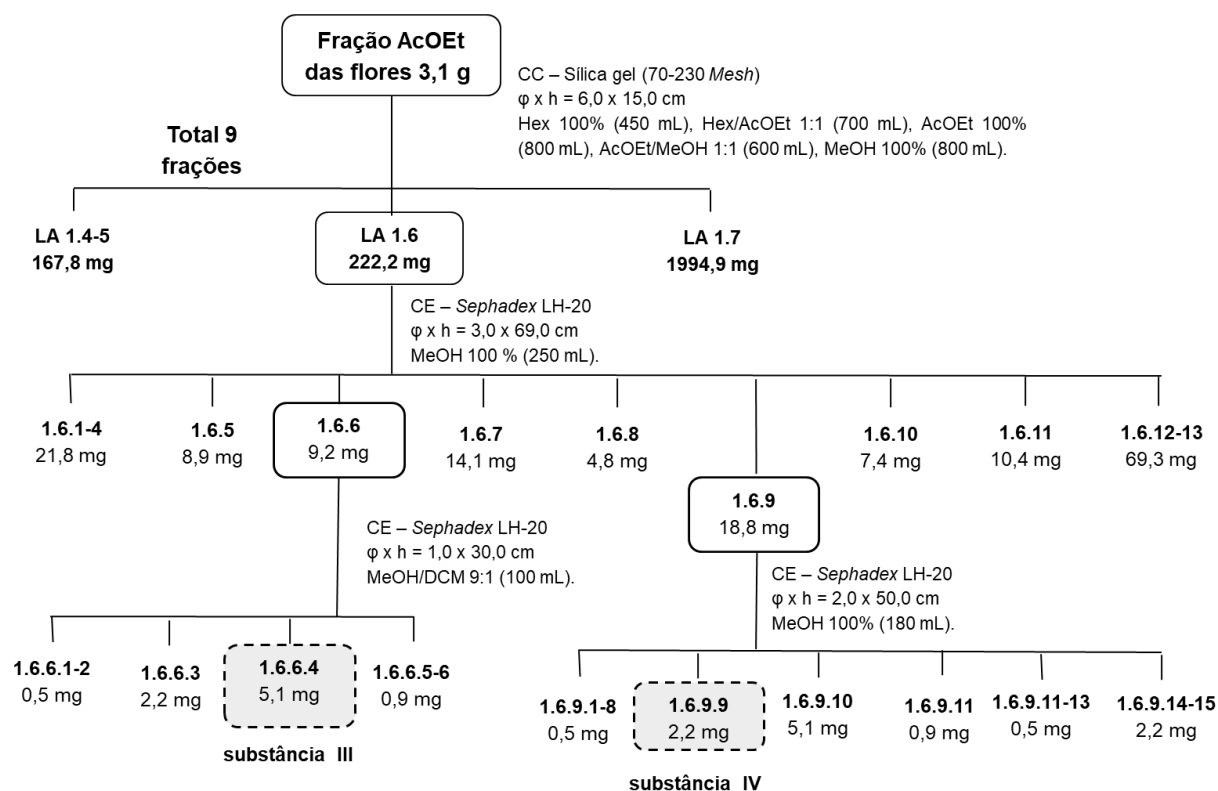 Fração AcOEt
das flores 3,1 g
CC – Sílica gel (70-230 Mesh)
φ x h = 6,0 x 15,0 cm
Hex 100% (450 mL), Hex/AcOEt 1:1 (700 mL), AcOEt 100%
(800 mL), AcOEt/MeOH 1:1 (600 mL), MeOH 100% (800 mL).
Total 9
frações
LA 1.4-5
167,8 mg
LA 1.6
222,2 mg
LA 1.7
1994,9 mg
CE – Sephadex LH-20
φ x h = 3,0 x 69,0 cm
MeOH 100 % (250 mL).
1.6.1-4
21,8 mg
1.6.5
8,9 mg
1.6.6
9,2 mg
1.6.7
14,1 mg
1.6.8
4,8 mg
1.6.9
18,8 mg
1.6.10
7,4 mg
1.6.11
10,4 mg
1.6.12-13
69,3 mg
CE – Sephadex LH-20
φ x h = 1,0 x 30,0 cm
MeOH/DCM 9:1 (100 mL).
CE – Sephadex LH-20
φ x h = 2,0 x 50,0 cm
MeOH 100% (180 mL).
1.6.6.1-2
0,5 mg
1.6.6.3
2,2 mg
1.6.6.4
5,1 mg
1.6.6.5-6
0,9 mg
substância III
1.6.9.1-8
0,5 mg
1.6.9.9
2,2 mg
1.6.9.10
5,1 mg
1.6.9.11
0,9 mg
1.6.9.11-13
0,5 mg
1.6.9.14-15
2,2 mg
substância IV